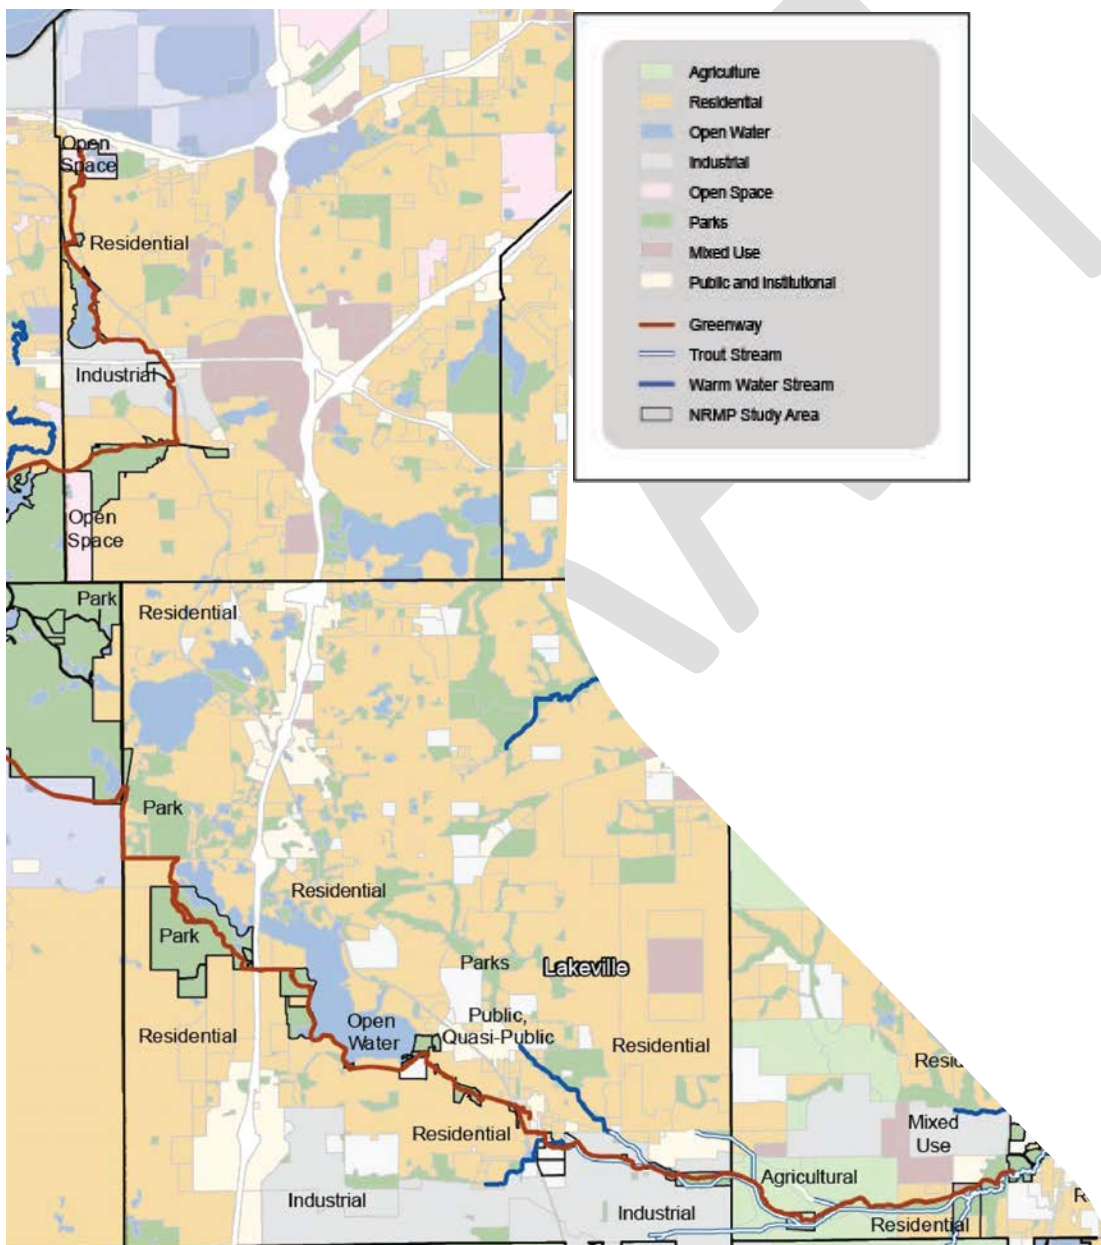 Agriculture
Residential
Open Water
Industrial
Open Space
Parks
Mixed Use
Public and Institutional
Greenway
Trout Stream
Warm Water Stream
NRMP Study Area
Open
Space
Residential
Industrial
Open
Space
Park
Residential
Park
Residential
Park
Parks
Lakeville
Residential
Open
Water
Public,
Quasi-Public
Residential
Resid
Mixed
Use
Residential
Agricultural
Industrial
Industrial
Residential
R